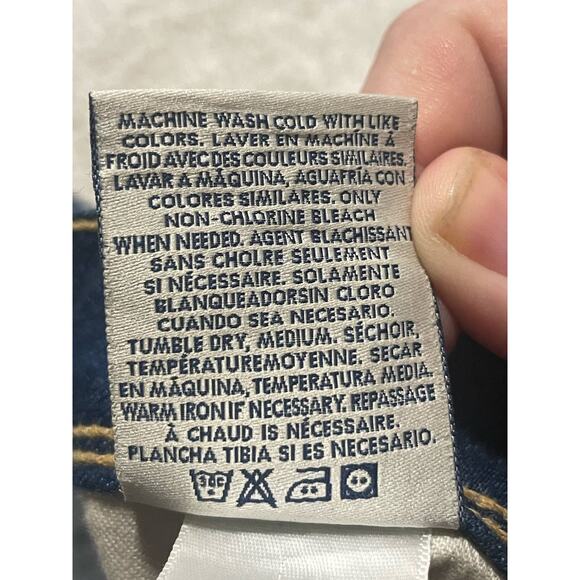 MACHINE WASH COLD WITH LIKE
COLORS. LAVER EN MACHÍNE À
FROID AVEC DES COULEURS SIMILAIRES.
LAVAR A MÁQUINA, AGUAFRÍA CON
COLORES SIMILARES. ONLY
NON-CHLORINE BLEACH
WHEN NEEDED. AGENT BLACHISSANT
SANS CHOLRE SEULEMENT
SI NÉCESSAIRE. SOLAMENTE
BLANQUEADORSIN CLORO
CUANDO SEA NECESARIO.
TUMBLE DRY, MEDIUM. SÉCHOIR,
TEMPÉRATUREMOYENNE. SECAR
EN MÁQUINA, TEMPERATURA MEDIA.
WARM IRON IF NECESSARY. REPASSAGE
À CHAUD IS NÈCESSAIRE.
PLANCHA TIBIA SI ES NECESARIO.